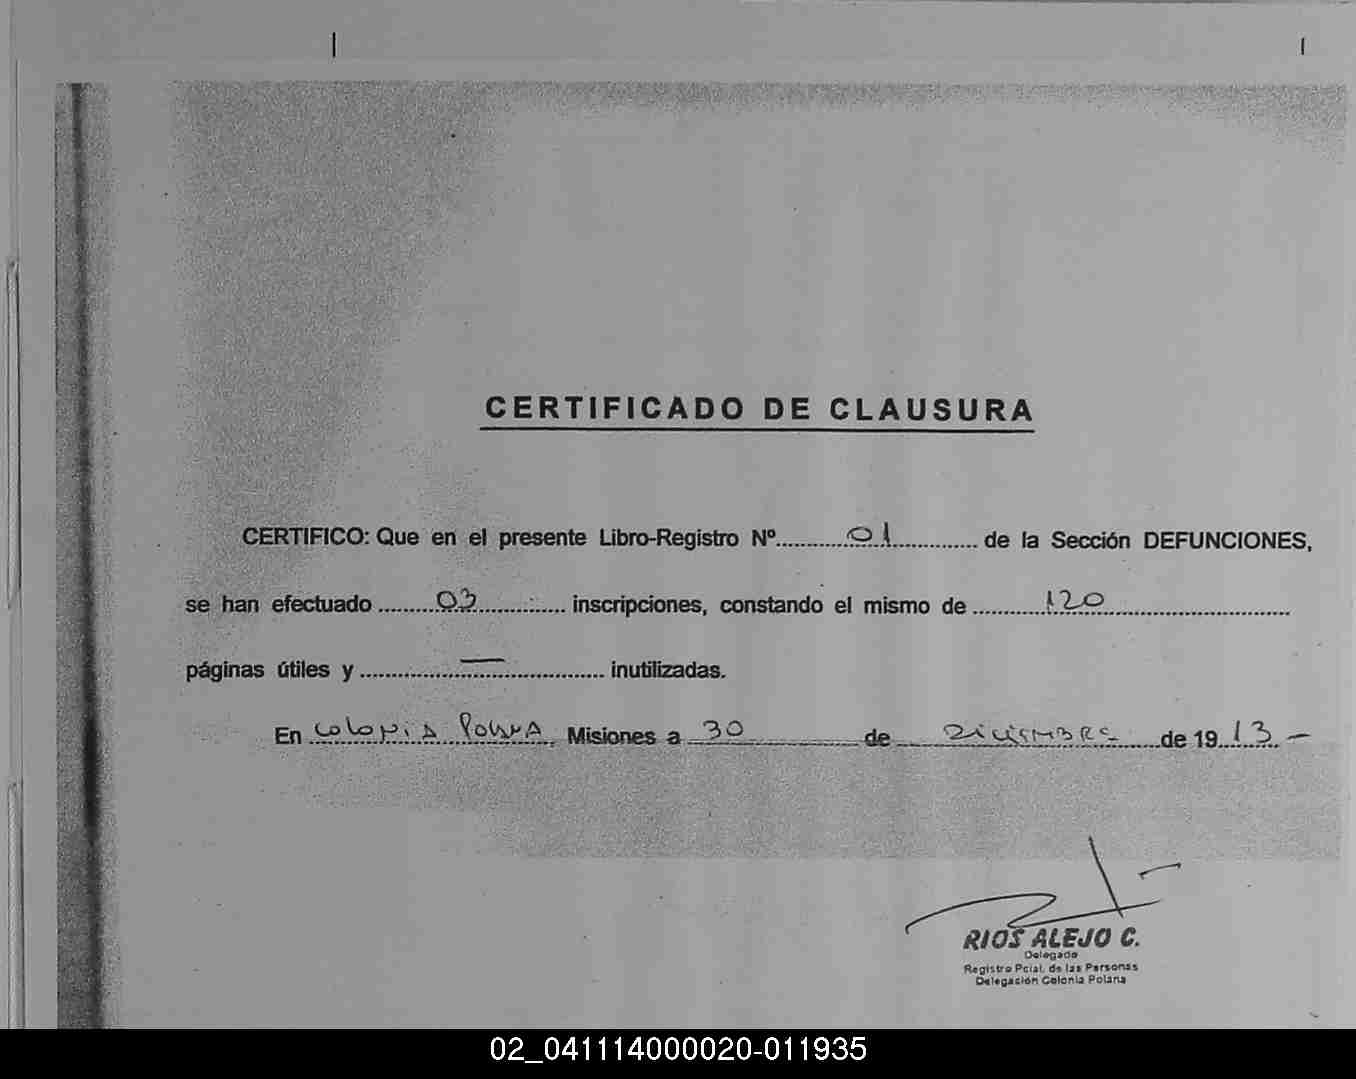 CERTIFICADO DE CLAUSURA
CERTIFICO: Que en el presente Libro-Registro Nº............01............ de la Sección DEFUNCIONES,
se han efectuado .........03............. inscripciones, constando el mismo de ............120..............................
páginas útiles y .................—................. inutilizadas.
En Colonia Polana, Misiones a 30 de Diciembre de 19 13.-
RIOS ALEJO C.
Delegado
Registro Pcial. de las Personas
Delegación Colonia Polana
02_041114000020-011935